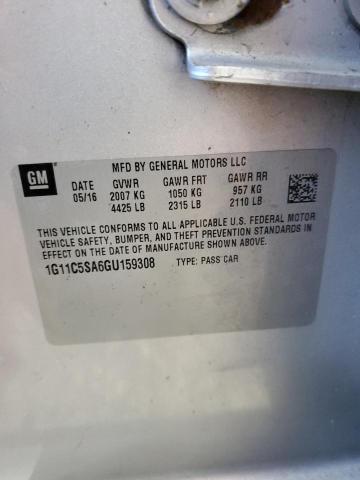 GM
MFD BY GENERAL MOTORS LLC
05/16 GVWR GAWR FRT GAWR RR
2007 KG 1050 KG 957 KG
4425 LB 2315 LB 2110 LB
THIS VEHICLE CONFORMS TO ALL APPLICABLE U.S. FEDERAL MOTOR
VEHICLE SAFETY, BUMPER, AND THEFT PREVENTION STANDARDS IN
EFFECT ON THE DATE OF MANUFACTURE SHOWN ABOVE.
1G11C5SA6GU159308 TYPE: PASS CAR